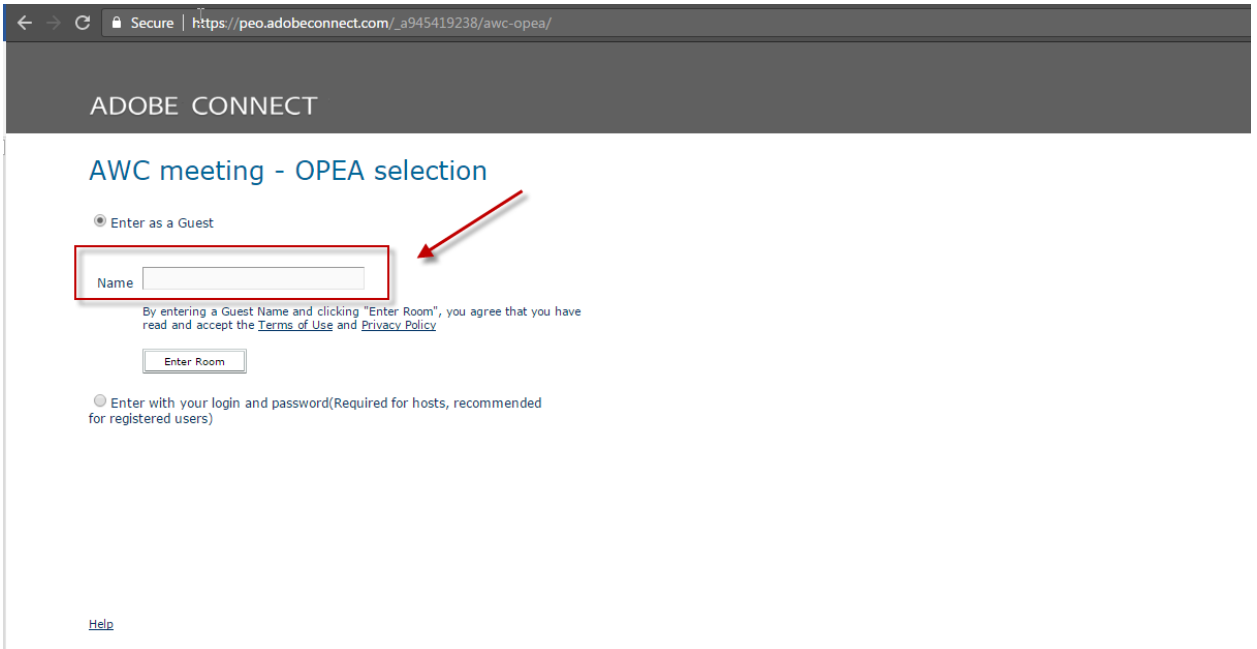 Secure | https://peo.adobeconnect.com/_a945419238/awc-opea/
ADOBE CONNECT
AWC meeting - OPEA selection
Enter as a Guest
Name
By entering a Guest Name and clicking "Enter Room", you agree that you have
read and accept the Terms of Use and Privacy Policy
Enter Room
Enter with your login and password(Required for hosts, recommended
for registered users)
Help